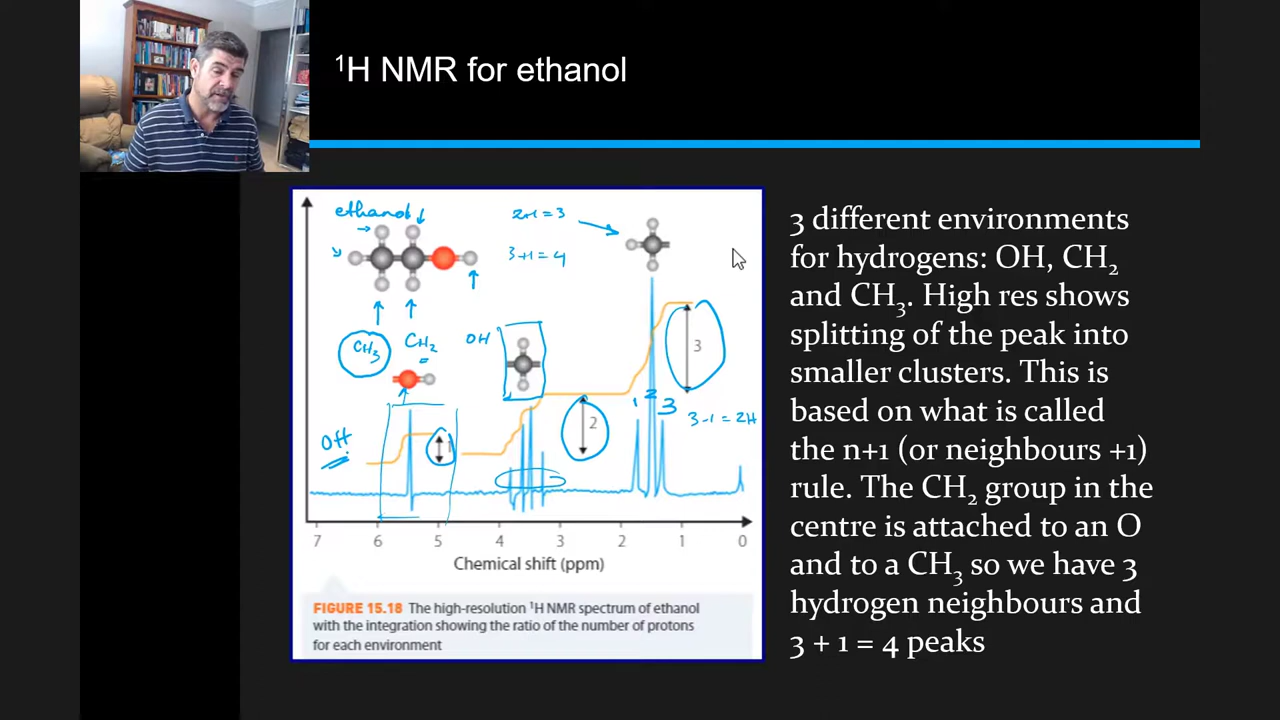 ¹H NMR for ethanol
ethanol
2+1=3
3+1=4
CH₃
CH₂
OH
OH
1
2
3
1 2 3
3-1=2H
7 6 5 4 3 2 1 0
Chemical shift (ppm)
FIGURE 15.18 The high-resolution ¹H NMR spectrum of ethanol
with the integration showing the ratio of the number of protons
for each environment
3 different environments
for hydrogens: OH, CH₂
and CH₃. High res shows
splitting of the peak into
smaller clusters. This is
based on what is called
the n+1 (or neighbours +1)
rule. The CH₂ group in the
centre is attached to an O
and to a CH₃ so we have 3
hydrogen neighbours and
3 + 1 = 4 peaks